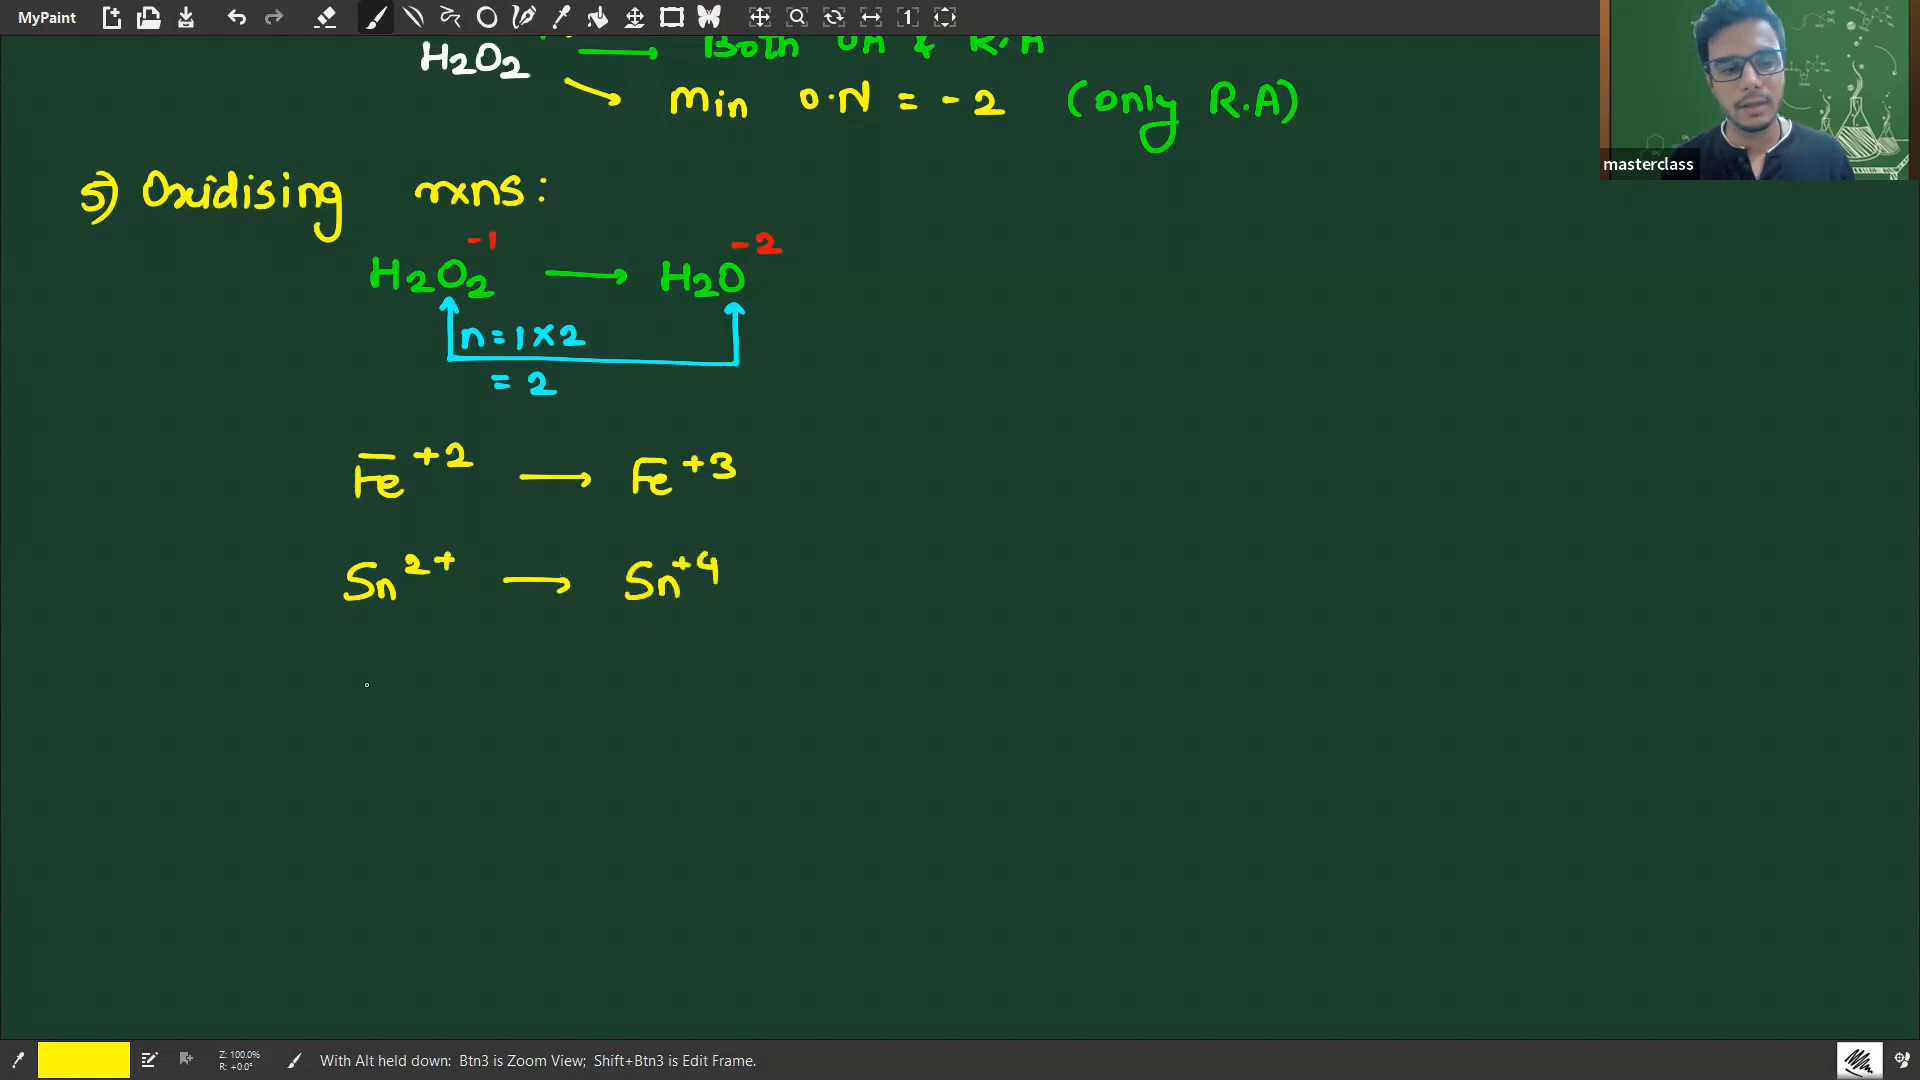 MyPaint
H2O2 → Both OA & R.A
→ Min O.N = -2 (only R.A)
masterclass
5) Oxidising rxns:
-1 -2
H2O2 → H2O
n = 1 × 2
= 2
Fe +2 → Fe +3
Sn 2+ → Sn +4
Z: 100.0%
R: +0.0°
With Alt held down: Btn3 is Zoom View; Shift+Btn3 is Edit Frame.